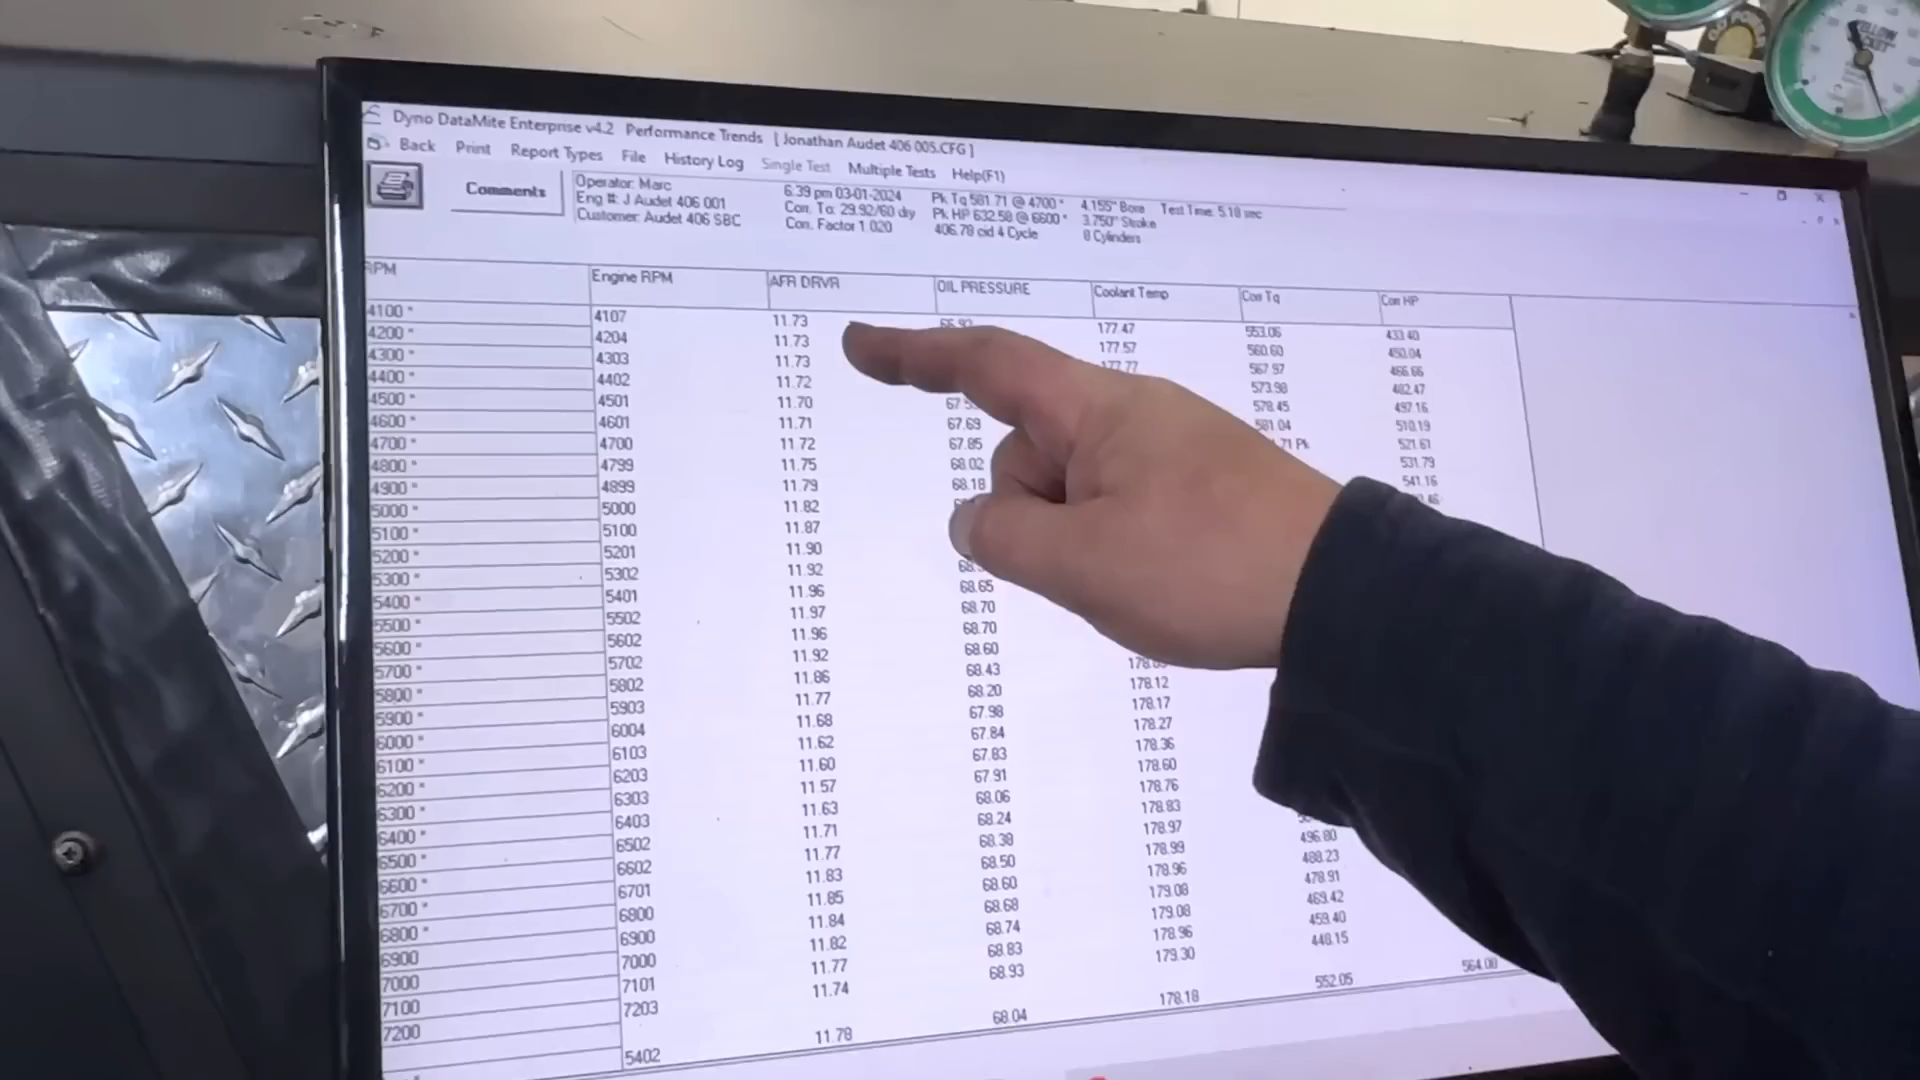 Dyno DataMite Enterprise v4.2 Performance Trends [ Jonathan Audet 406 005.CFG ]
Back Print Report Types File History Log Single Test Multiple Tests Help(F1)
Comments
Operator: Marc 6:39 pm 03-01-2024 Pk Tq 581.71 @ 4700 * 4.155" Bore Test Time: 5.18 sec
Eng #: J Audet 406 001 Corr. To: 29.92/60 dry Pk HP 632.58 @ 6600 * 3.750" Stroke
Customer: Audet 406 SBC Corr. Factor 1.020 406.78 cid 4 Cycle 8 Cylinders
RPM Engine RPM AFR DRVR OIL PRESSURE Coolant Temp Corr Tq Corr HP
4100 * 4107 11.73 66.92 177.47 553.06 433.40
4200 * 4204 11.73 177.57 560.60 450.04
4300 * 4303 11.73 177.77 567.97 466.66
4400 * 4402 11.72 573.98 482.47
4500 * 4501 11.70 578.45 497.16
4600 * 4601 11.71 67.69 581.04 510.19
4700 * 4700 11.72 67.85 Pk 521.61
4800 * 4799 11.75 68.02 531.79
4900 * 4899 11.79 68.18 541.16
5000 * 5000 11.82
5100 * 5100 11.87
5200 * 5201 11.90
5300 * 5302 11.92
5400 * 5401 11.96 68.65
5500 * 5502 11.97 68.70
5600 * 5602 11.96 68.70
5700 * 5702 11.92 68.60
5800 * 5802 11.86 68.43
5900 * 5903 11.77 68.20 178.12
6000 * 6004 11.68 67.98 178.17
6100 * 6103 11.62 67.84 178.27
6200 * 6203 11.60 67.83 178.36
6300 * 6303 11.57 67.91 178.60
6400 * 6403 11.63 68.06 178.76
6500 * 6502 11.71 68.24 178.83
6600 * 6602 11.77 68.38 178.97
6700 * 6701 11.83 68.50 178.99 496.80
6800 * 6800 11.85 68.60 178.96 488.23
6900 6900 11.84 68.68 179.08 478.91
7000 7000 11.82 68.74 179.08 469.42
7100 7101 11.77 68.83 178.96 459.40
7200 7203 11.74 68.93 179.30 448.15
5402 11.78 68.04 178.18 552.05 564.00
YELLOW JACKET